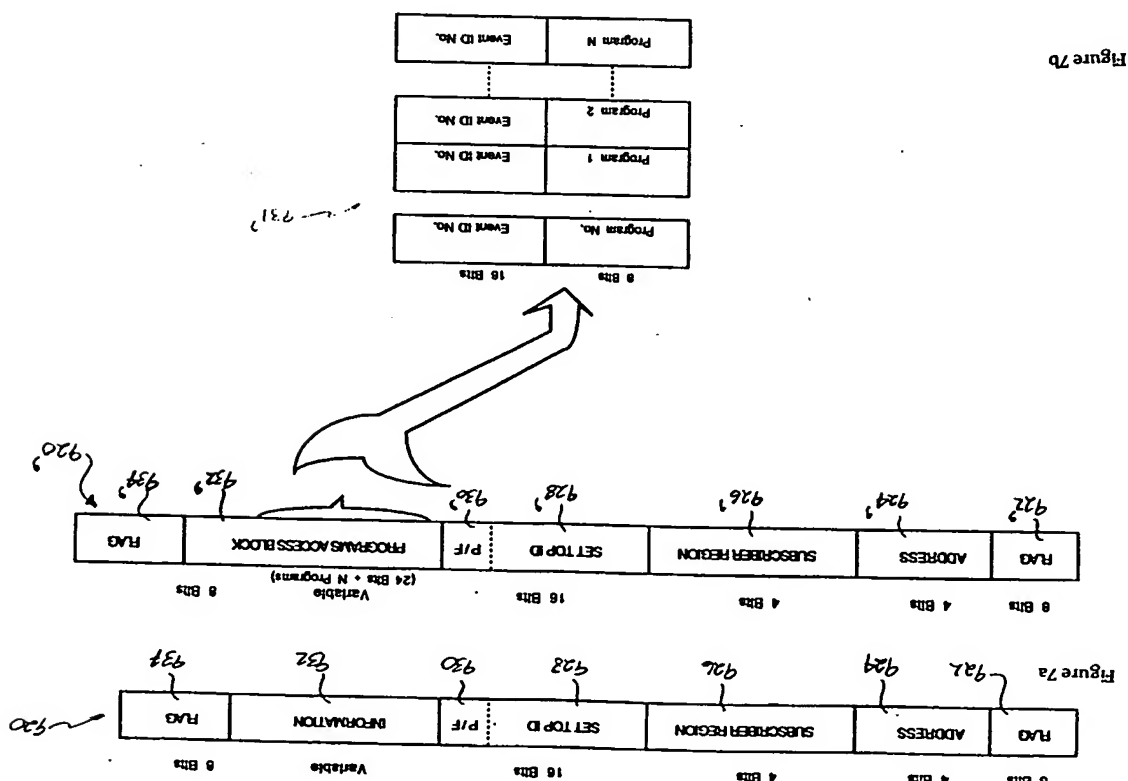 8 Bits 4 Bits 4 Bits 16 Bits Variable 8 Bits
FLAG ADDRESS SUBSCRIBER REGION SET TOP ID P/F INFORMATION FLAG
920
Figure 7a
922 924 926 928 930 932 934
8 Bits 4 Bits 4 Bits 16 Bits Variable 8 Bits
(24 Bits + N Programs)
FLAG ADDRESS SUBSCRIBER REGION SET TOP ID P/F PROGRAMS ACCESS BLOCK FLAG
922' 924' 926' 928' 930' 932' 934' 920'
8 Bits 16 Bits
Program No. Event ID No.
931'
Program 1 Event ID No.
Program 2 Event ID No.
Program N Event ID No.
Figure 7b